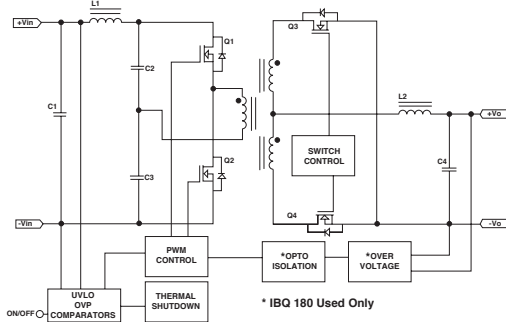 L1
+Vin
Q1
Q3
C2
C1
L2
+Vo
SWITCH
CONTROL
C4
C3
Q2
Q4
-Vin
-Vo
PWM
CONTROL
*OPTO
ISOLATION
*OVER
VOLTAGE
UVLO
OVP
COMPARATORS
THERMAL
SHUTDOWN
* IBQ 180 Used Only
ON/OFF